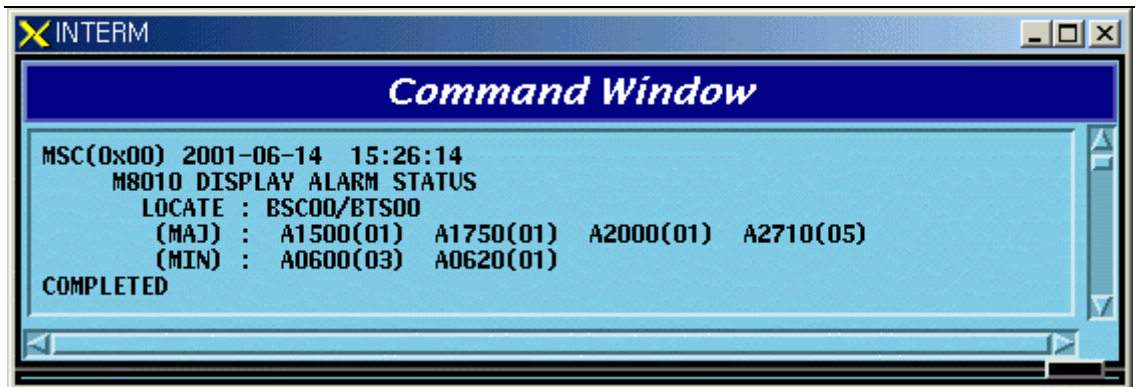 INTERM
Command Window
MSC(0x00) 2001-06-14 15:26:14
M8010 DISPLAY ALARM STATUS
LOCATE : BSC00/BTS00
(MAJ) : A1500(01) A1750(01) A2000(01) A2710(05)
(MIN) : A0600(03) A0620(01)
COMPLETED